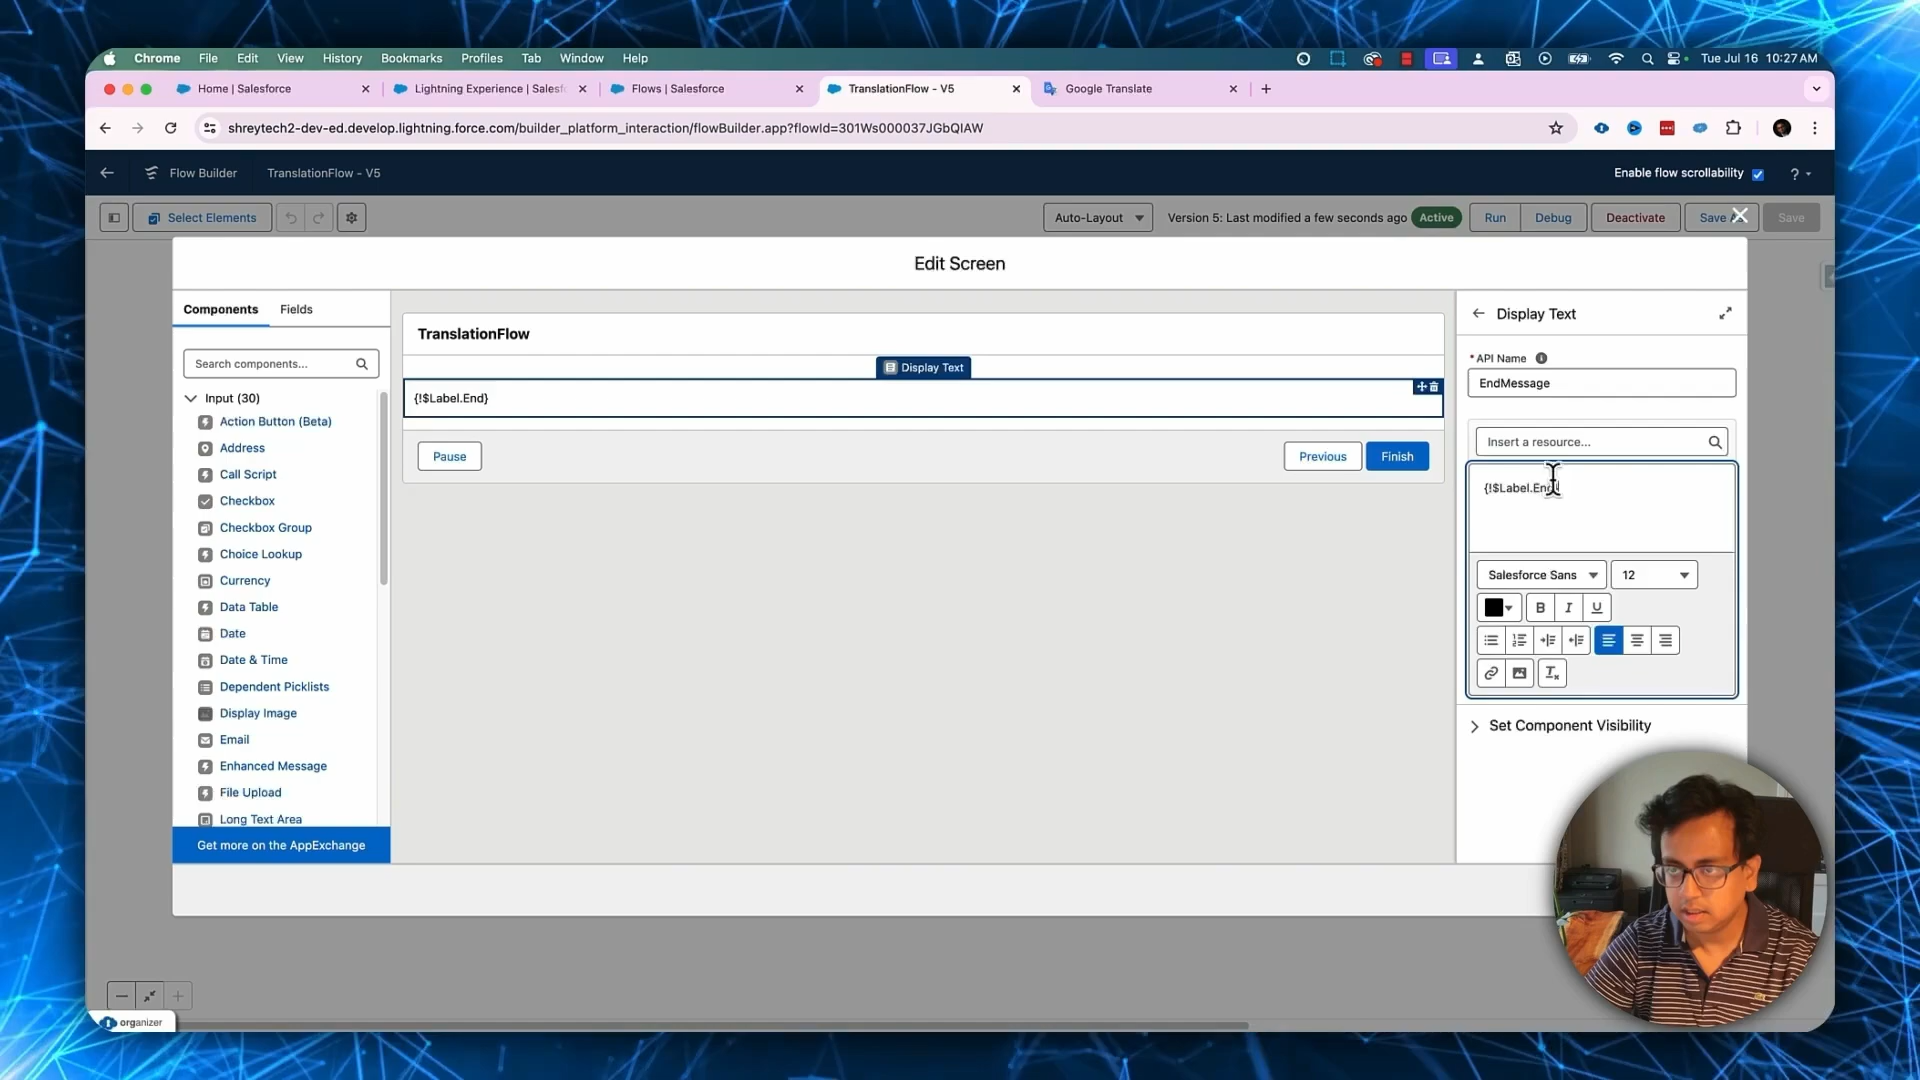 Chrome File Edit View History Bookmarks Profiles Tab Window Help Tue Jul 16 10:27 AM
Home | Salesforce Lightning Experience | Salesf Flows | Salesforce TranslationFlow - V5 Google Translate
shreytech2-dev-ed.develop.lightning.force.com/builder_platform_interaction/flowBuilder.app?flowId=301Ws000037JGbQIAW
Flow Builder TranslationFlow - V5 Enable flow scrollability ?
Select Elements Auto-Layout Version 5: Last modified a few seconds ago Active Run Debug Deactivate Save Save
Edit Screen
Components Fields
Search components...
Input (30)
Action Button (Beta)
Address
Call Script
Checkbox
Checkbox Group
Choice Lookup
Currency
Data Table
Date
Date & Time
Dependent Picklists
Display Image
Email
Enhanced Message
File Upload
Long Text Area
Get more on the AppExchange
TranslationFlow
Display Text
{!$Label.End}
Pause Previous Finish
Display Text
* API Name
EndMessage
Insert a resource...
{!$Label.End
Salesforce Sans 12
B I U
Set Component Visibility
organizer